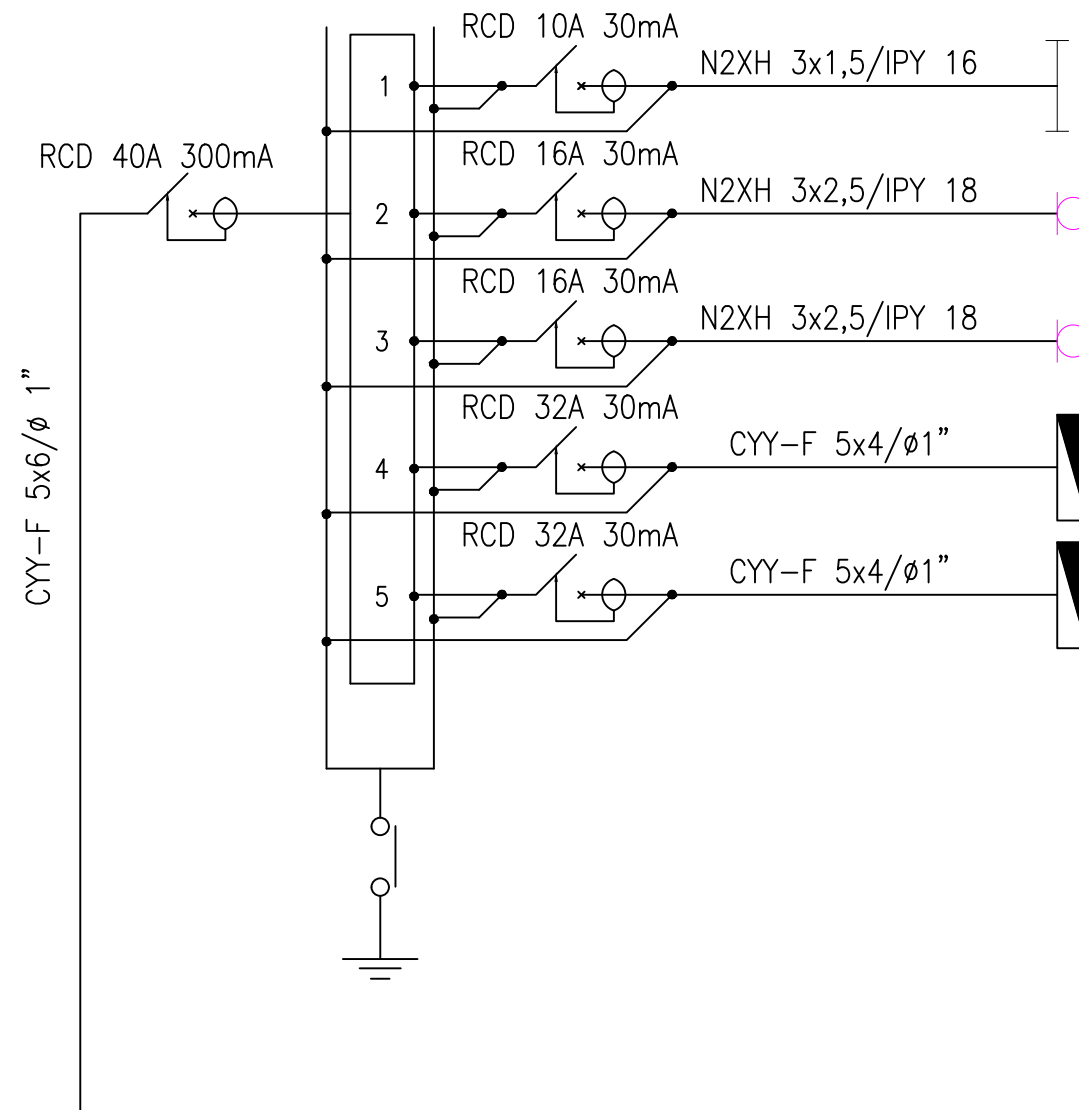 RCD 10A 30mA
N2XH 3x1,5/IPY 16
1
RCD 40A 300mA
RCD 16A 30mA
N2XH 3x2,5/IPY 18
2
RCD 16A 30mA
N2XH 3x2,5/IPY 18
3
CYY-F 5x6/ø 1"
RCD 32A 30mA
CYY-F 5x4/ø1"
4
RCD 32A 30mA
CYY-F 5x4/ø1"
5